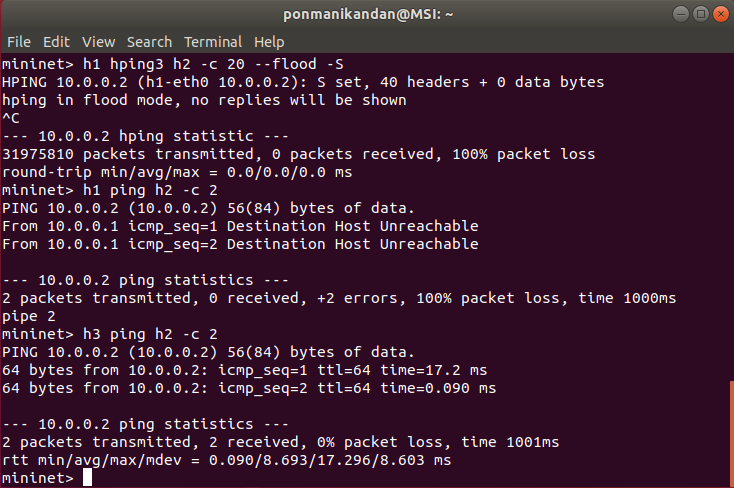 ponmanikandan@MSI: ~
File Edit View Search Terminal Help
mininet> h1 hping3 h2 -c 20 --flood -S
HPING 10.0.0.2 (h1-eth0 10.0.0.2): S set, 40 headers + 0 data bytes
hping in flood mode, no replies will be shown
^C
--- 10.0.0.2 hping statistic ---
31975810 packets transmitted, 0 packets received, 100% packet loss
round-trip min/avg/max = 0.0/0.0/0.0 ms
mininet> h1 ping h2 -c 2
PING 10.0.0.2 (10.0.0.2) 56(84) bytes of data.
From 10.0.0.1 icmp_seq=1 Destination Host Unreachable
From 10.0.0.1 icmp_seq=2 Destination Host Unreachable

--- 10.0.0.2 ping statistics ---
2 packets transmitted, 0 received, +2 errors, 100% packet loss, time 1000ms
pipe 2
mininet> h3 ping h2 -c 2
PING 10.0.0.2 (10.0.0.2) 56(84) bytes of data.
64 bytes from 10.0.0.2: icmp_seq=1 ttl=64 time=17.2 ms
64 bytes from 10.0.0.2: icmp_seq=2 ttl=64 time=0.090 ms

--- 10.0.0.2 ping statistics ---
2 packets transmitted, 2 received, 0% packet loss, time 1001ms
rtt min/avg/max/mdev = 0.090/8.693/17.296/8.603 ms
mininet>